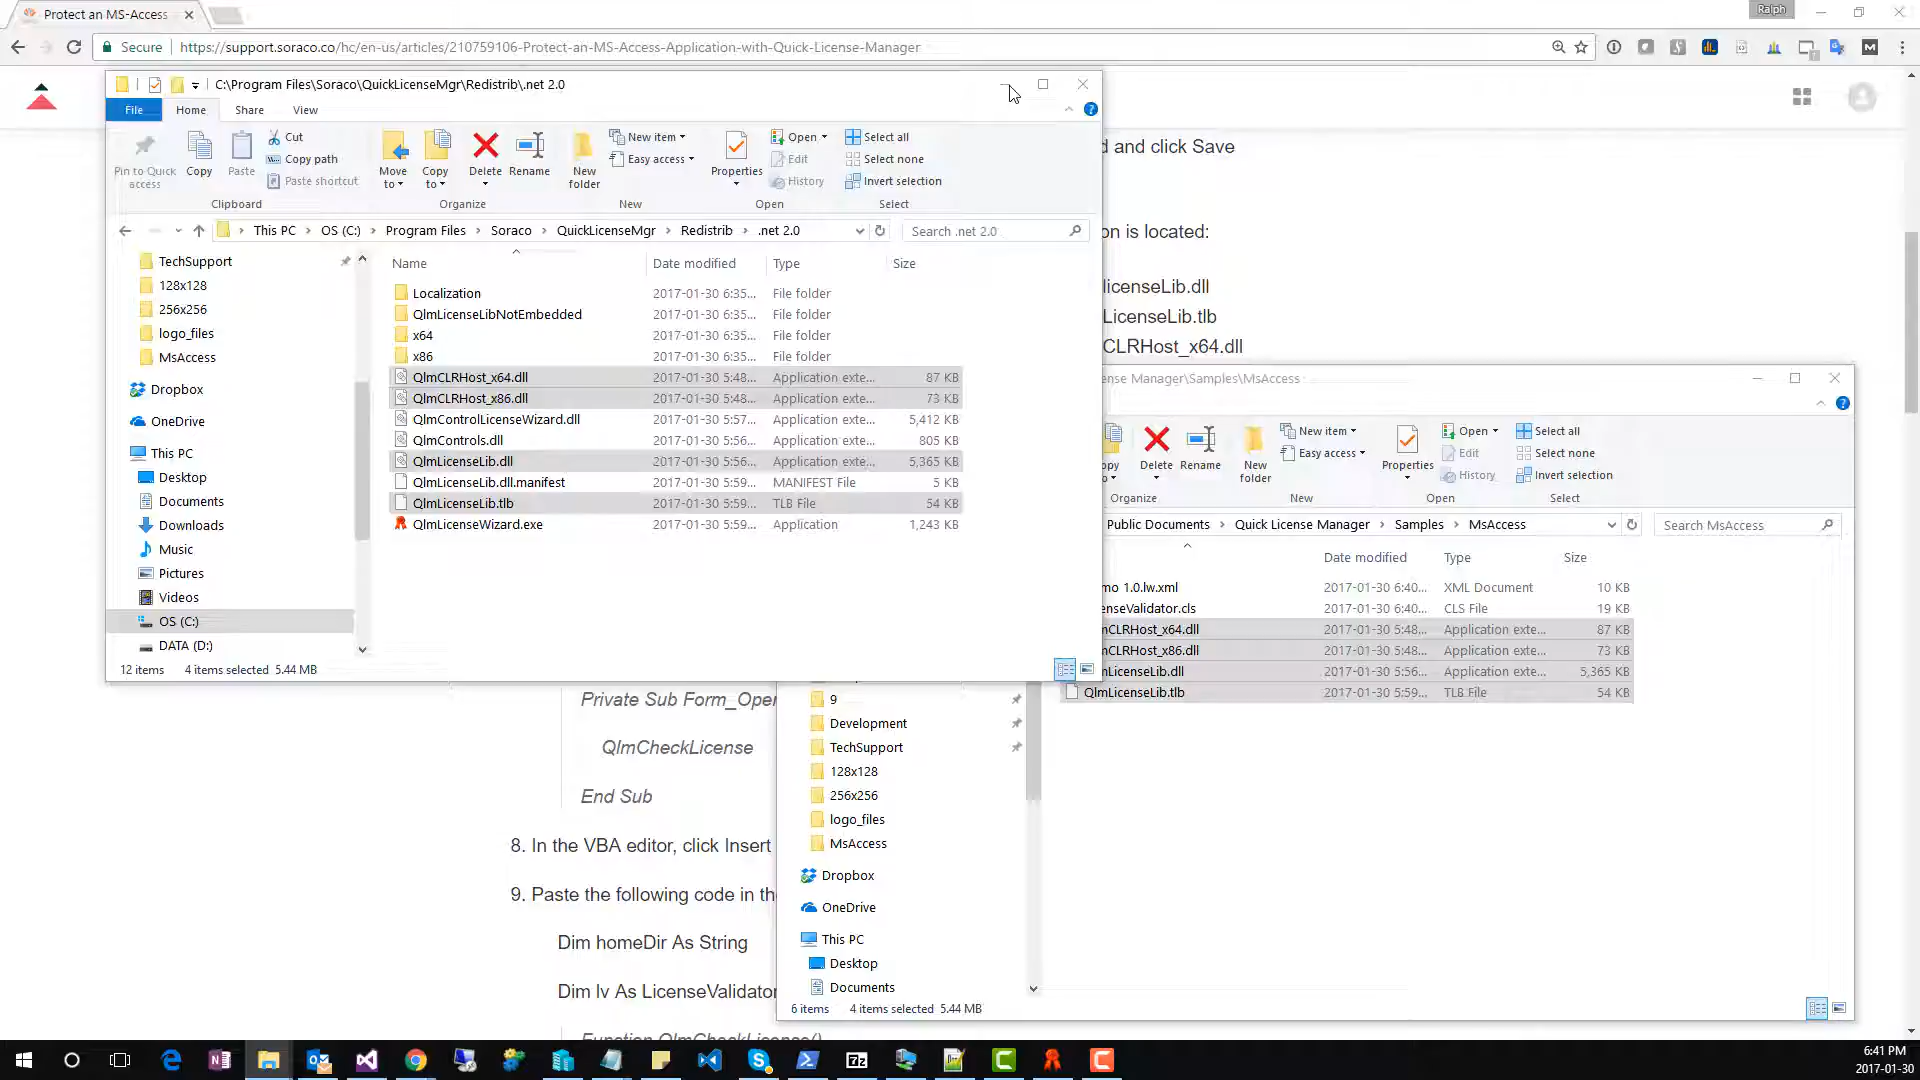 Protect an MS-Access
Ralph
Secure
https://support.soraco.co/hc/en-us/articles/210759106-Protect-an-MS-Access-Application-with-Quick-License-Manager
C:\Program Files\Soraco\QuickLicenseMgr\Redistrib\.net 2.0
File
Home
Share
View
Pin to Quick access
Copy
Paste
Cut
Copy path
Paste shortcut
Move to
Copy to
Delete
Rename
New folder
New item
Easy access
Properties
Open
Edit
History
Select all
Select none
Invert selection
Clipboard
Organize
New
Open
Select
This PC
OS (C:)
Program Files
Soraco
QuickLicenseMgr
Redistrib
.net 2.0
Search .net 2.0
TechSupport
128x128
256x256
logo_files
MsAccess
Dropbox
OneDrive
This PC
Desktop
Documents
Downloads
Music
Pictures
Videos
OS (C:)
DATA (D:)
Name Date modified Type Size
Localization 2017-01-30 6:35... File folder
QlmLicenseLibNotEmbedded 2017-01-30 6:35... File folder
x64 2017-01-30 6:35... File folder
x86 2017-01-30 6:35... File folder
QlmCLRHost_x64.dll 2017-01-30 5:48... Application exte... 87 KB
QlmCLRHost_x86.dll 2017-01-30 5:48... Application exte... 73 KB
QlmControlLicenseWizard.dll 2017-01-30 5:57... Application exte... 5,412 KB
QlmControls.dll 2017-01-30 5:56... Application exte... 805 KB
QlmLicenseLib.dll 2017-01-30 5:56... Application exte... 5,365 KB
QlmLicenseLib.dll.manifest 2017-01-30 5:59... MANIFEST File 5 KB
QlmLicenseLib.tlb 2017-01-30 5:59... TLB File 54 KB
QlmLicenseWizard.exe 2017-01-30 5:59... Application 1,243 KB
12 items 4 items selected 5.44 MB
d and click Save
on is located:
icenseLib.dll
LicenseLib.tlb
CLRHost_x64.dll
ense Manager\Samples\MsAccess
opy
Delete
Rename
New folder
New item
Easy access
Properties
Open
Edit
History
Select all
Select none
Invert selection
Organize
New
Open
Select
Public Documents
Quick License Manager
Samples
MsAccess
Search MsAccess
Date modified Type Size
mo 1.0.lw.xml 2017-01-30 6:40... XML Document 10 KB
enseValidator.cls 2017-01-30 6:40... CLS File 19 KB
mCLRHost_x64.dll 2017-01-30 5:48... Application exte... 87 KB
mCLRHost_x86.dll 2017-01-30 5:48... Application exte... 73 KB
mLicenseLib.dll 2017-01-30 5:56... Application exte... 5,365 KB
QlmLicenseLib.tlb 2017-01-30 5:59... TLB File 54 KB
9
Development
TechSupport
128x128
256x256
logo_files
MsAccess
Dropbox
OneDrive
This PC
Desktop
Documents
6 items 4 items selected 5.44 MB
Private Sub Form_Open
QlmCheckLicense
End Sub
8. In the VBA editor, click Insert
9. Paste the following code in the
Dim homeDir As String
Dim lv As LicenseValidator
Function QlmCheckLicense()
6:41 PM
2017-01-30